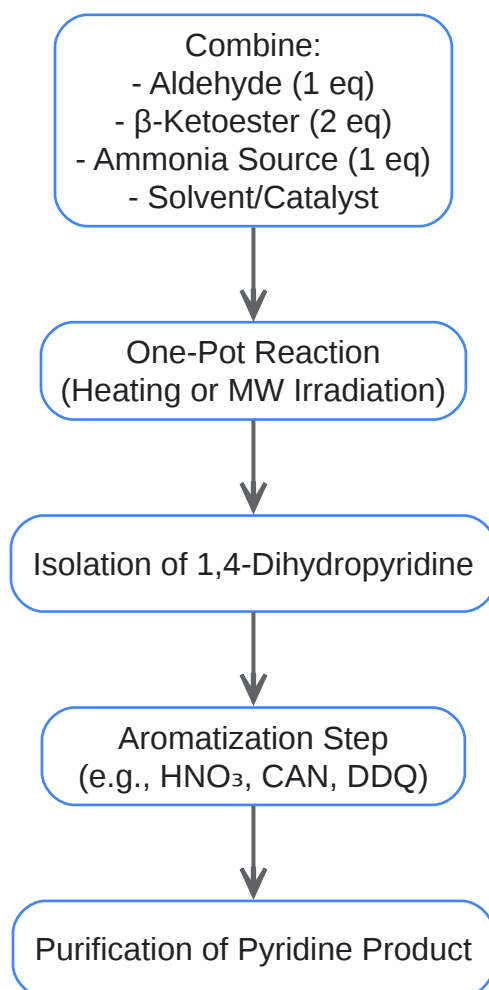 Combine:
- Aldehyde (1 eq)
- β-Ketoester (2 eq)
- Ammonia Source (1 eq)
- Solvent/Catalyst
One-Pot Reaction
(Heating or MW Irradiation)
Isolation of 1,4-Dihydropyridine
Aromatization Step
(e.g., HNO₃, CAN, DDQ)
Purification of Pyridine Product